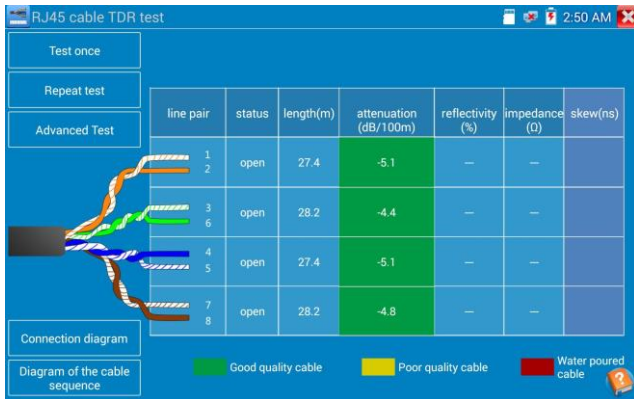 RJ45 cable TDR test
2:50 AM
Test once
Repeat test
Advanced Test
line pair status length(m) attenuation (dB/100m) reflectivity (%) impedance (Ω) skew(ns)
1 2 open 27.4 -5.1 — —
3 6 open 28.2 -4.4 — —
4 5 open 27.4 -5.1 — —
7 8 open 28.2 -4.8 — —
Connection diagram
Diagram of the cable
sequence
Good quality cable
Poor quality cable
Water poured
cable